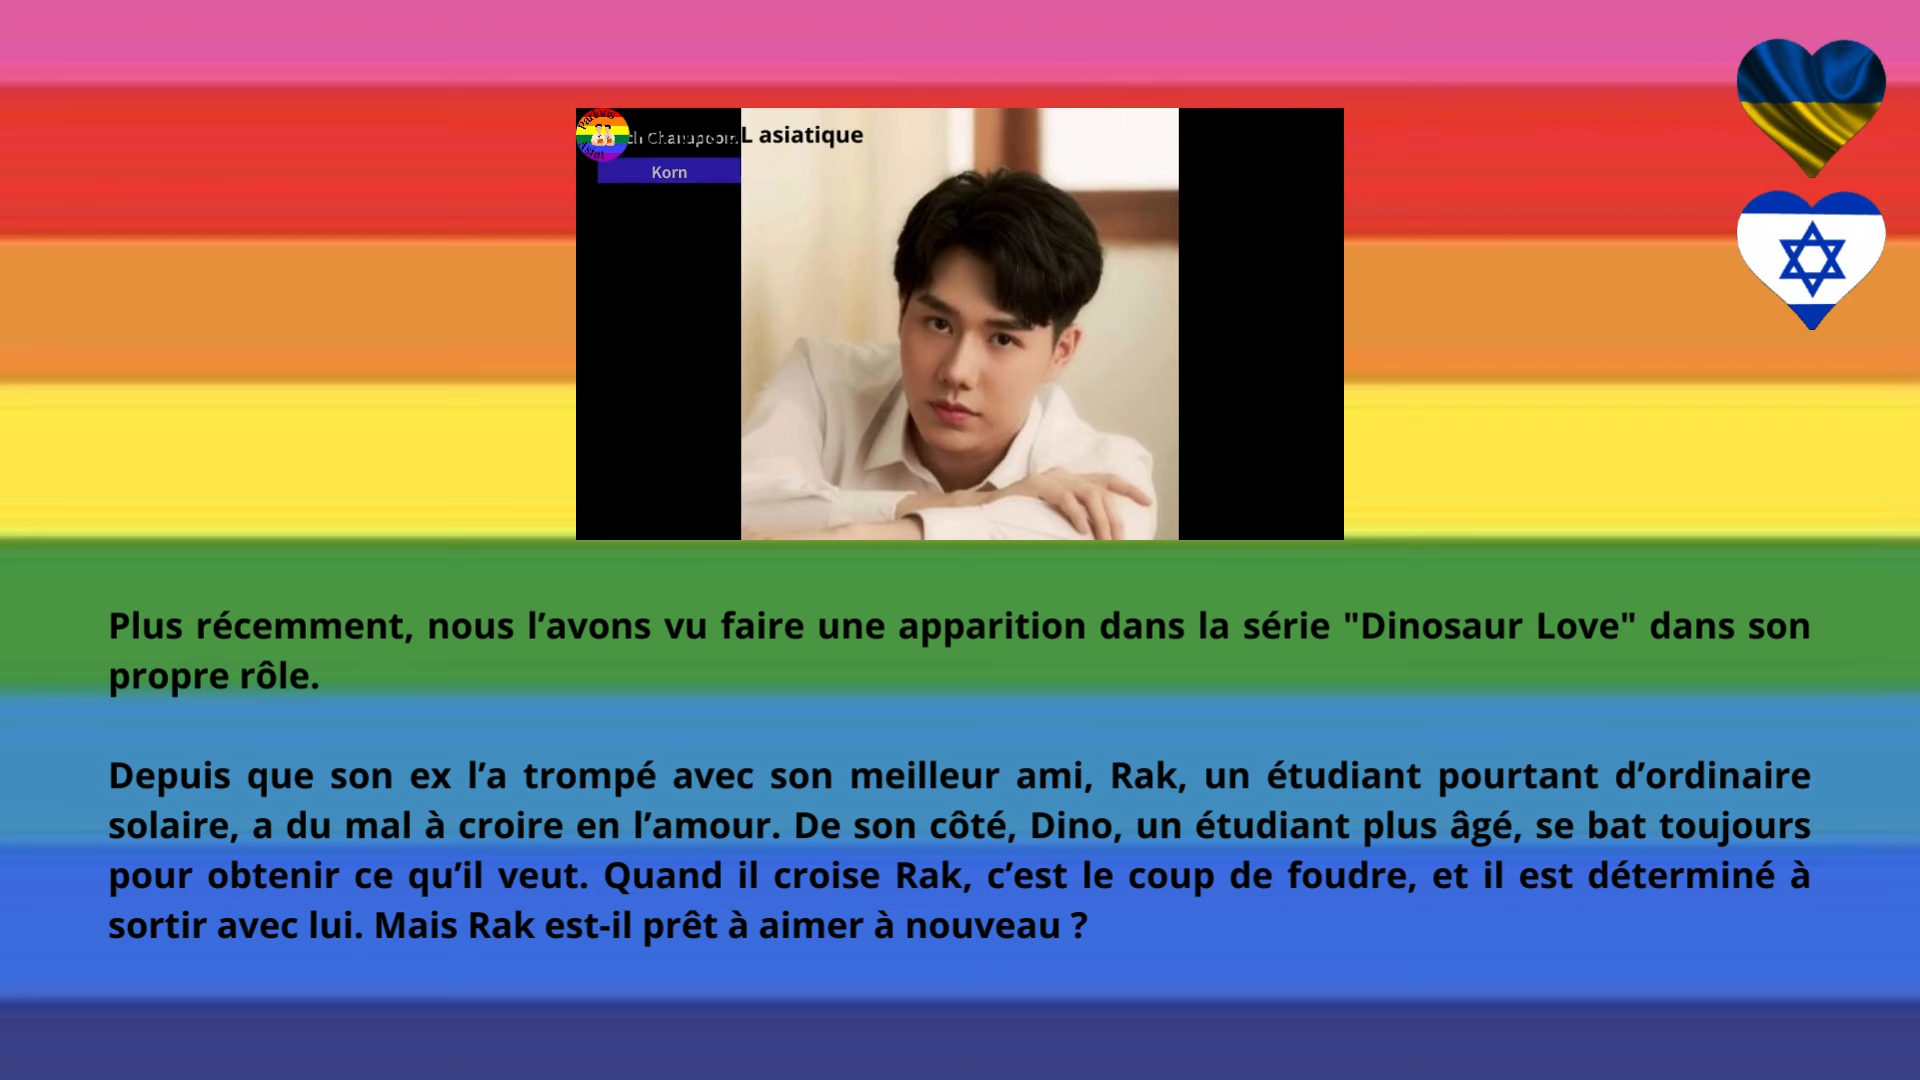 L asiatique
Korn
Plus récemment, nous l’avons vu faire une apparition dans la série "Dinosaur Love" dans son
propre rôle.
Depuis que son ex l’a trompé avec son meilleur ami, Rak, un étudiant pourtant d’ordinaire
solaire, a du mal à croire en l’amour. De son côté, Dino, un étudiant plus âgé, se bat toujours
pour obtenir ce qu’il veut. Quand il croise Rak, c’est le coup de foudre, et il est déterminé à
sortir avec lui. Mais Rak est-il prêt à aimer à nouveau ?